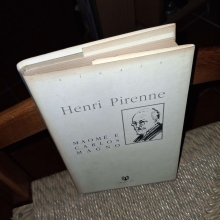 Henri Pirenne
MAOMÉ E
CARLOS
MAGNO